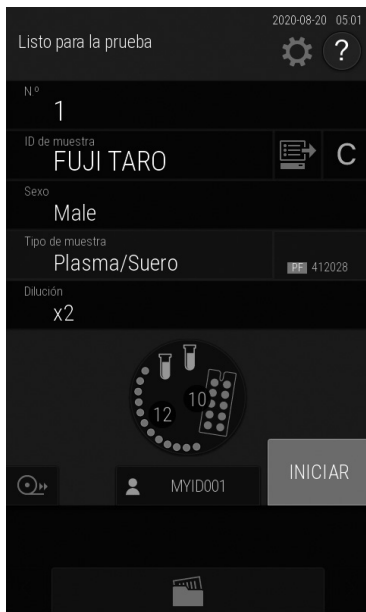 2020-08-20 05 01
Listo para la prueba
?
N.º
1
ID de muestra
FUJI TARO
C
Sexo
Male
Tipo de muestra
Plasma/Suero
PF 412028
Dilución
x2
10
12
INICIAR
MYID001